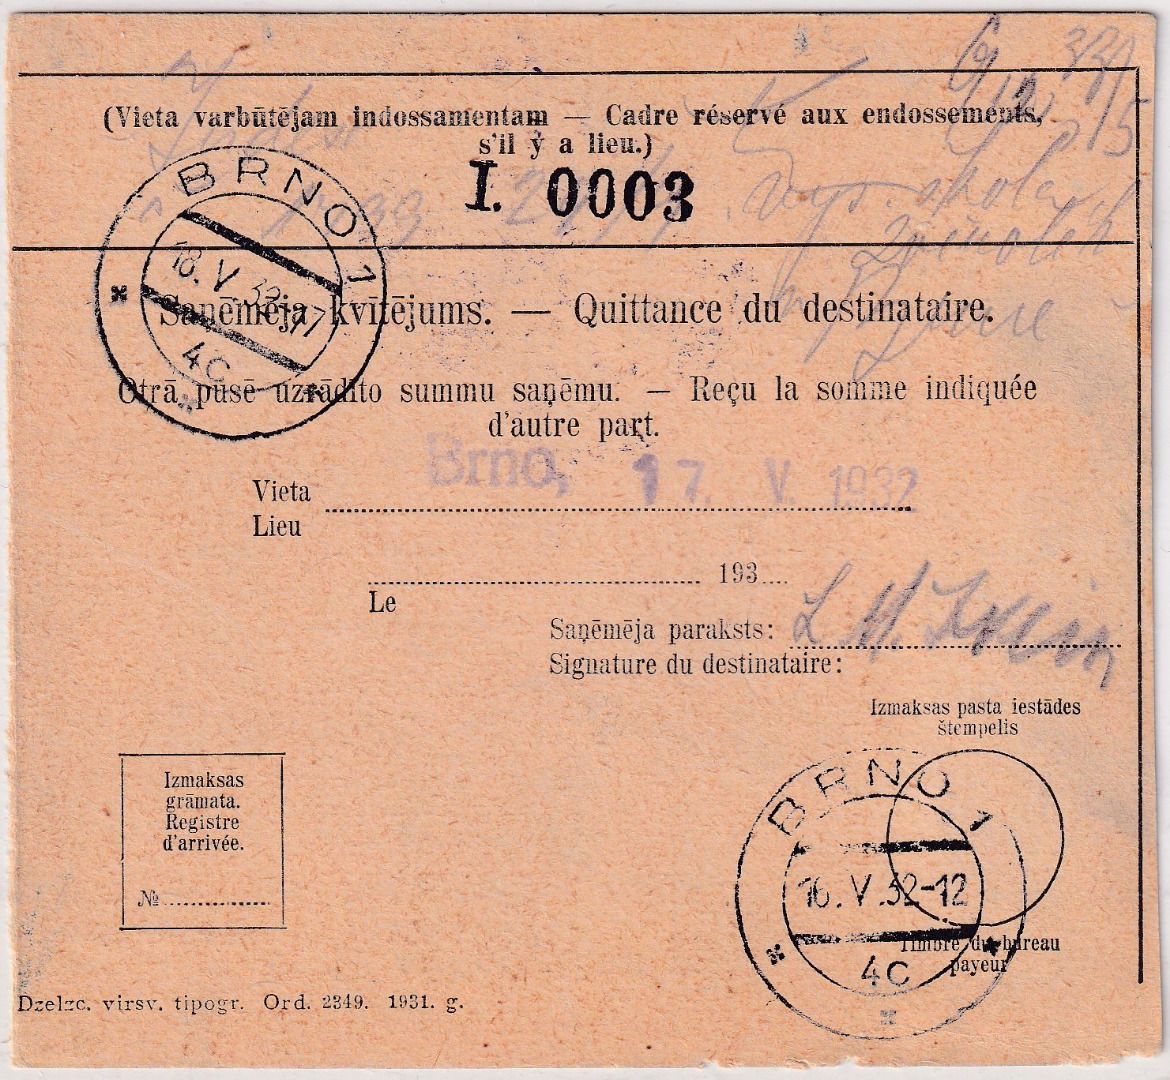 (Vieta varbūtējam indossamentam — Cadre réservé aux endossements,
s'il ỳ a lieu.)
I. 0003
BRNO 1
18. V. 32-17
4c
Saņēmēja kvītējums. — Quittance du destinataire.
Otrā pusē uzrādīto summu saņēmu. — Reçu la somme indiquée
d'autre part.
Brno, 17. V. 1932
Vieta
Lieu
193
Le
Saņēmēja paraksts:
Signature du destinataire:
Izmaksas pasta iestādes
štempelis
Izmaksas
grāmata.
Registre
d'arrivée.
№
BRNO 1
16. V. 32-12
4c
Timbre du bureau
payeur
Dzelzc. virsv. tipogr. Ord. 2349. 1931. g.